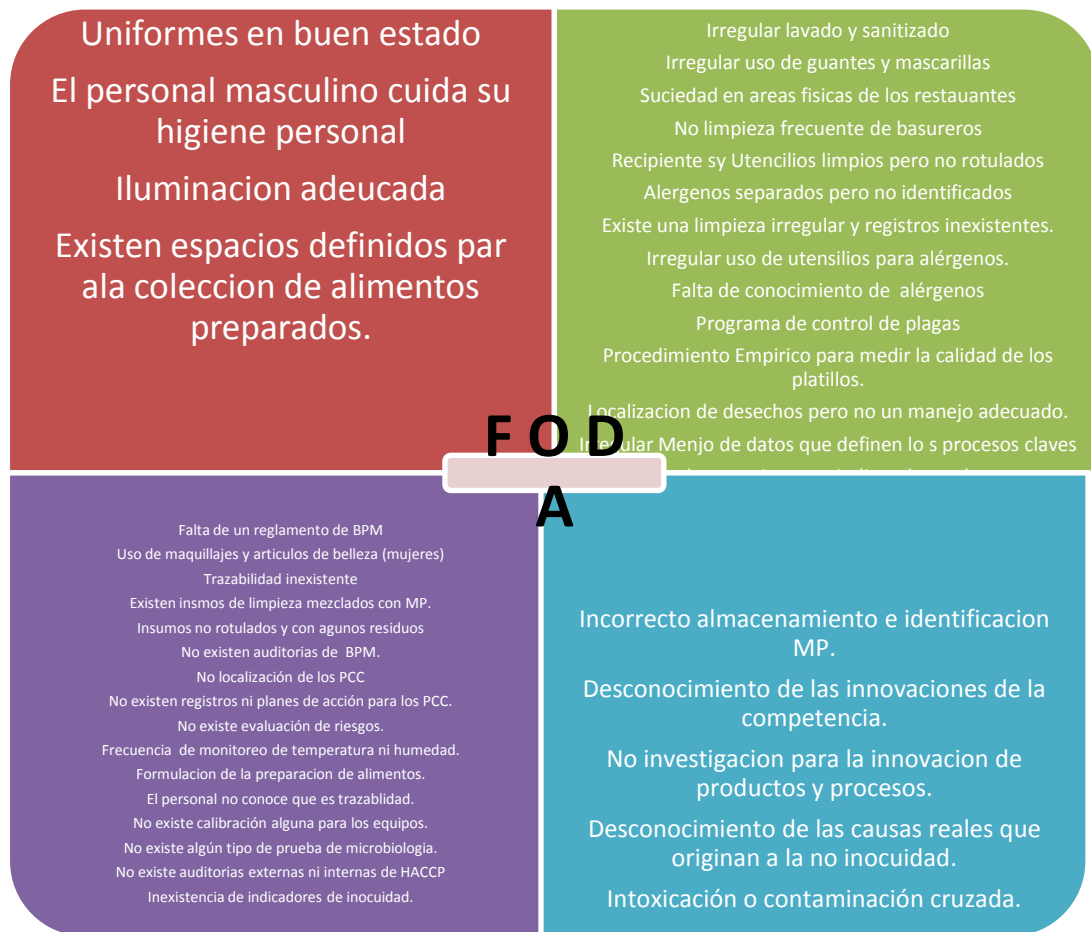 Uniformes en buen estado
El personal masculino cuida su
higiene personal
Iluminacion adeucada
Existen espacios definidos par
ala coleccion de alimentos
preparados.
Irregular lavado y sanitizado
Irregular uso de guantes y mascarillas
Suciedad en areas fisicas de los restauantes
No limpieza frecuente de basureros
Recipiente sy Utencilios limpios pero no rotulados
Alergenos separados pero no identificados
Existe una limpieza irregular y registros inexistentes.
Irregular uso de utensilios para alérgenos.
Falta de conocimiento de alérgenos
Programa de control de plagas
Procedimiento Empirico para medir la calidad de los
platillos.
Localizacion de desechos pero no un manejo adecuado.
Irregular Menjo de datos que definen lo s procesos claves
F O D
A
Falta de un reglamento de BPM
Uso de maquillajes y articulos de belleza (mujeres)
Trazabilidad inexistente
Existen insmos de limpieza mezclados con MP.
Insumos no rotulados y con agunos residuos
No existen auditorias de BPM.
No localización de los PCC
No existen registros ni planes de acción para los PCC.
No existe evaluación de riesgos.
Frecuencia de monitoreo de temperatura ni humedad.
Formulacion de la preparacion de alimentos.
El personal no conoce que es trazablidad.
No existe calibración alguna para los equipos.
No existe algún tipo de prueba de microbiologia.
No existe auditorias externas ni internas de HACCP
Inexistencia de indicadores de inocuidad.
Incorrecto almacenamiento e identificacion
MP.
Desconocimiento de las innovaciones de la
competencia.
No investigacion para la innovacion de
productos y procesos.
Desconocimiento de las causas reales que
originan a la no inocuidad.
Intoxicación o contaminación cruzada.